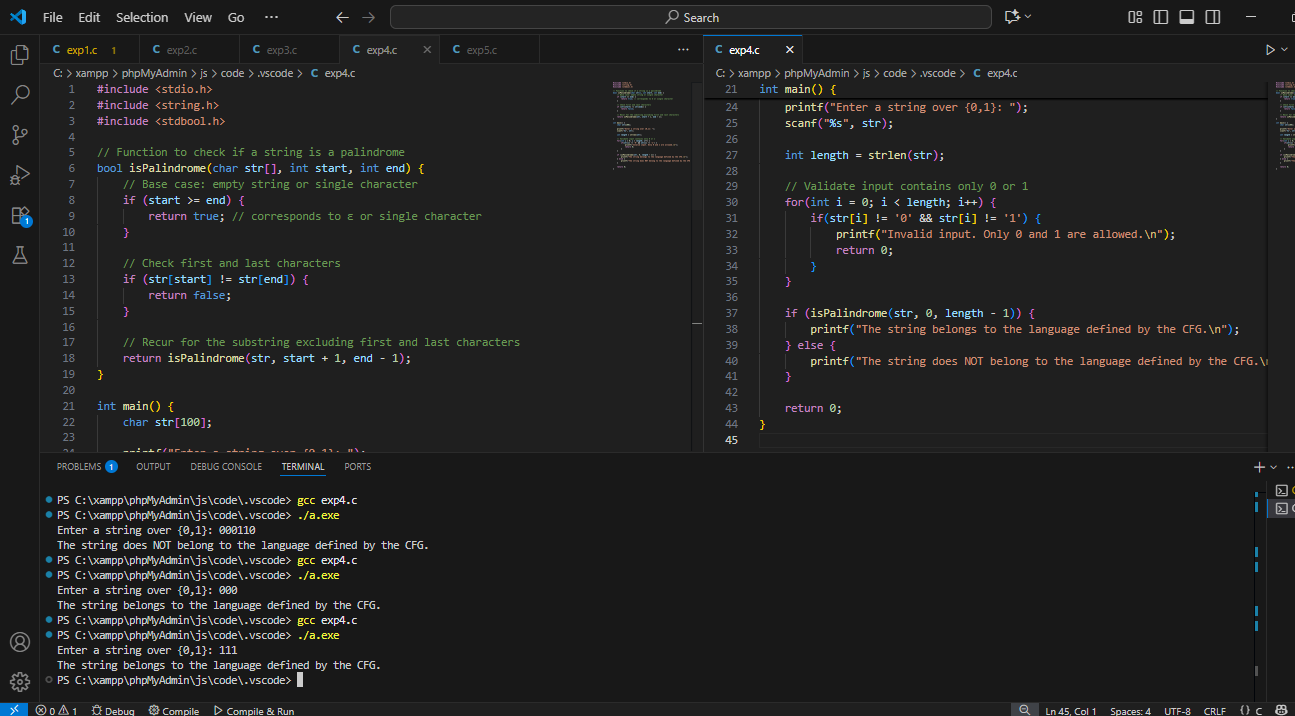 File Edit Selection View Go ··· Search
C exp1.c 1 C exp2.c C exp3.c C exp4.c × C exp5.c ···
C: > xampp > phpMyAdmin > js > code > .vscode > C exp4.c
1 #include <stdio.h>
2 #include <string.h>
3 #include <stdbool.h>
4
5 // Function to check if a string is a palindrome
6 bool isPalindrome(char str[], int start, int end) {
7 // Base case: empty string or single character
8 if (start >= end) {
9 return true; // corresponds to ε or single character
10 }
11
12 // Check first and last characters
13 if (str[start] != str[end]) {
14 return false;
15 }
16
17 // Recur for the substring excluding first and last characters
18 return isPalindrome(str, start + 1, end - 1);
19 }
20
21 int main() {
22 char str[100];
23
24 printf("Enter a string over {0,1}: ");
C exp4.c ×
C: > xampp > phpMyAdmin > js > code > .vscode > C exp4.c
21 int main() {
24 printf("Enter a string over {0,1}: ");
25 scanf("%s", str);
26
27 int length = strlen(str);
28
29 // Validate input contains only 0 or 1
30 for(int i = 0; i < length; i++) {
31 if(str[i] != '0' && str[i] != '1') {
32 printf("Invalid input. Only 0 and 1 are allowed.\n");
33 return 0;
34 }
35 }
36
37 if (isPalindrome(str, 0, length - 1)) {
38 printf("The string belongs to the language defined by the CFG.\n");
39 } else {
40 printf("The string does NOT belong to the language defined by the CFG.\
41 }
42
43 return 0;
44 }
45
PROBLEMS 1 OUTPUT DEBUG CONSOLE TERMINAL PORTS
PS C:\xampp\phpMyAdmin\js\code\.vscode> gcc exp4.c
PS C:\xampp\phpMyAdmin\js\code\.vscode> ./a.exe
Enter a string over {0,1}: 000110
The string does NOT belong to the language defined by the CFG.
PS C:\xampp\phpMyAdmin\js\code\.vscode> gcc exp4.c
PS C:\xampp\phpMyAdmin\js\code\.vscode> ./a.exe
Enter a string over {0,1}: 000
The string belongs to the language defined by the CFG.
PS C:\xampp\phpMyAdmin\js\code\.vscode> gcc exp4.c
PS C:\xampp\phpMyAdmin\js\code\.vscode> ./a.exe
Enter a string over {0,1}: 111
The string belongs to the language defined by the CFG.
PS C:\xampp\phpMyAdmin\js\code\.vscode>
0 1 Debug Compile Compile & Run Ln 45, Col 1 Spaces: 4 UTF-8 CRLF {} C